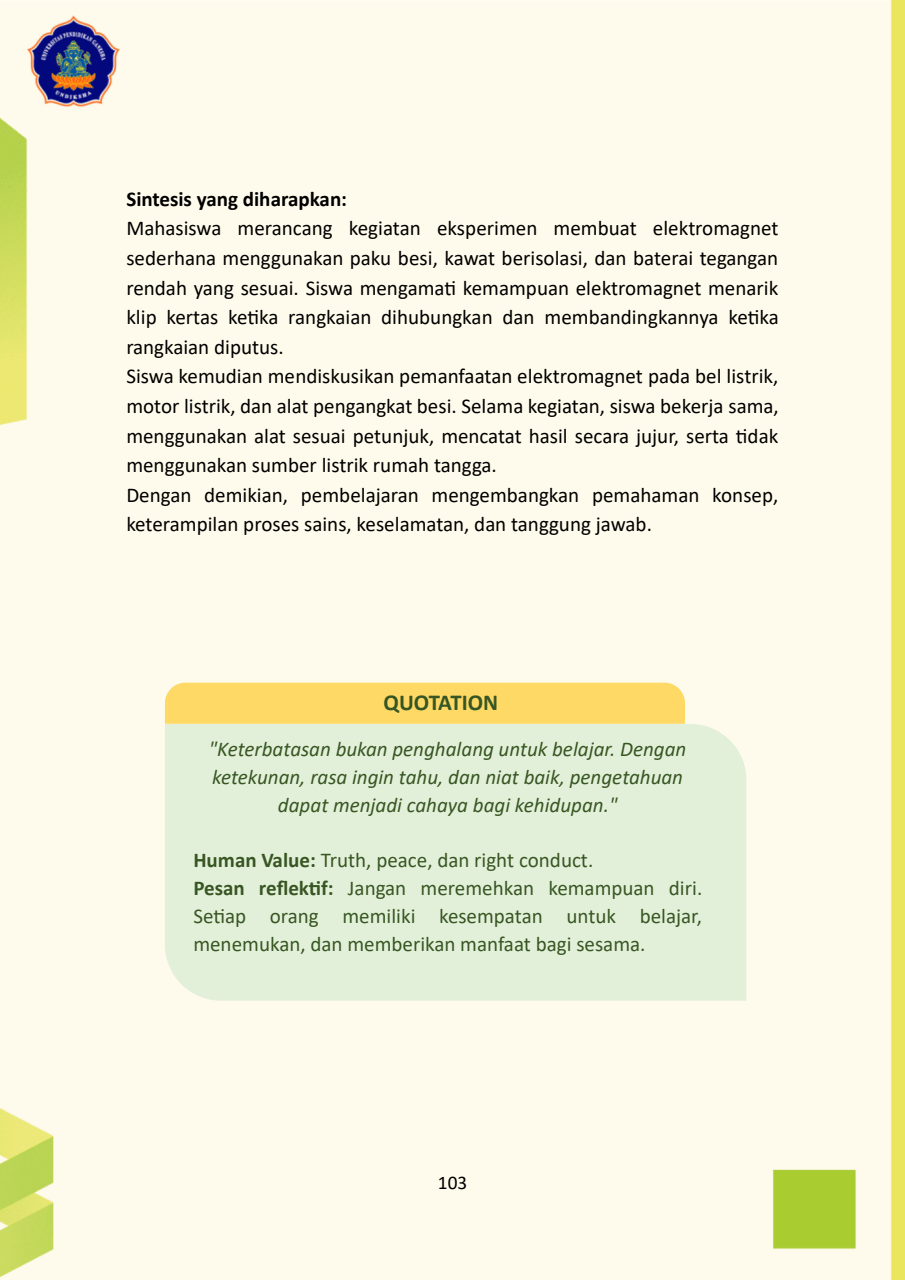 UNIVERSITAS PENDIDIKAN GANESHA
UNDIKSHA
Sintesis yang diharapkan:
Mahasiswa merancang kegiatan eksperimen membuat elektromagnet
sederhana menggunakan paku besi, kawat berisolasi, dan baterai tegangan
rendah yang sesuai. Siswa mengamati kemampuan elektromagnet menarik
klip kertas ketika rangkaian dihubungkan dan membandingkannya ketika
rangkaian diputus.
Siswa kemudian mendiskusikan pemanfaatan elektromagnet pada bel listrik,
motor listrik, dan alat pengangkat besi. Selama kegiatan, siswa bekerja sama,
menggunakan alat sesuai petunjuk, mencatat hasil secara jujur, serta tidak
menggunakan sumber listrik rumah tangga.
Dengan demikian, pembelajaran mengembangkan pemahaman konsep,
keterampilan proses sains, keselamatan, dan tanggung jawab.
QUOTATION
"Keterbatasan bukan penghalang untuk belajar. Dengan
ketekunan, rasa ingin tahu, dan niat baik, pengetahuan
dapat menjadi cahaya bagi kehidupan."
Human Value: Truth, peace, dan right conduct.
Pesan reflektif: Jangan meremehkan kemampuan diri.
Setiap orang memiliki kesempatan untuk belajar,
menemukan, dan memberikan manfaat bagi sesama.
103